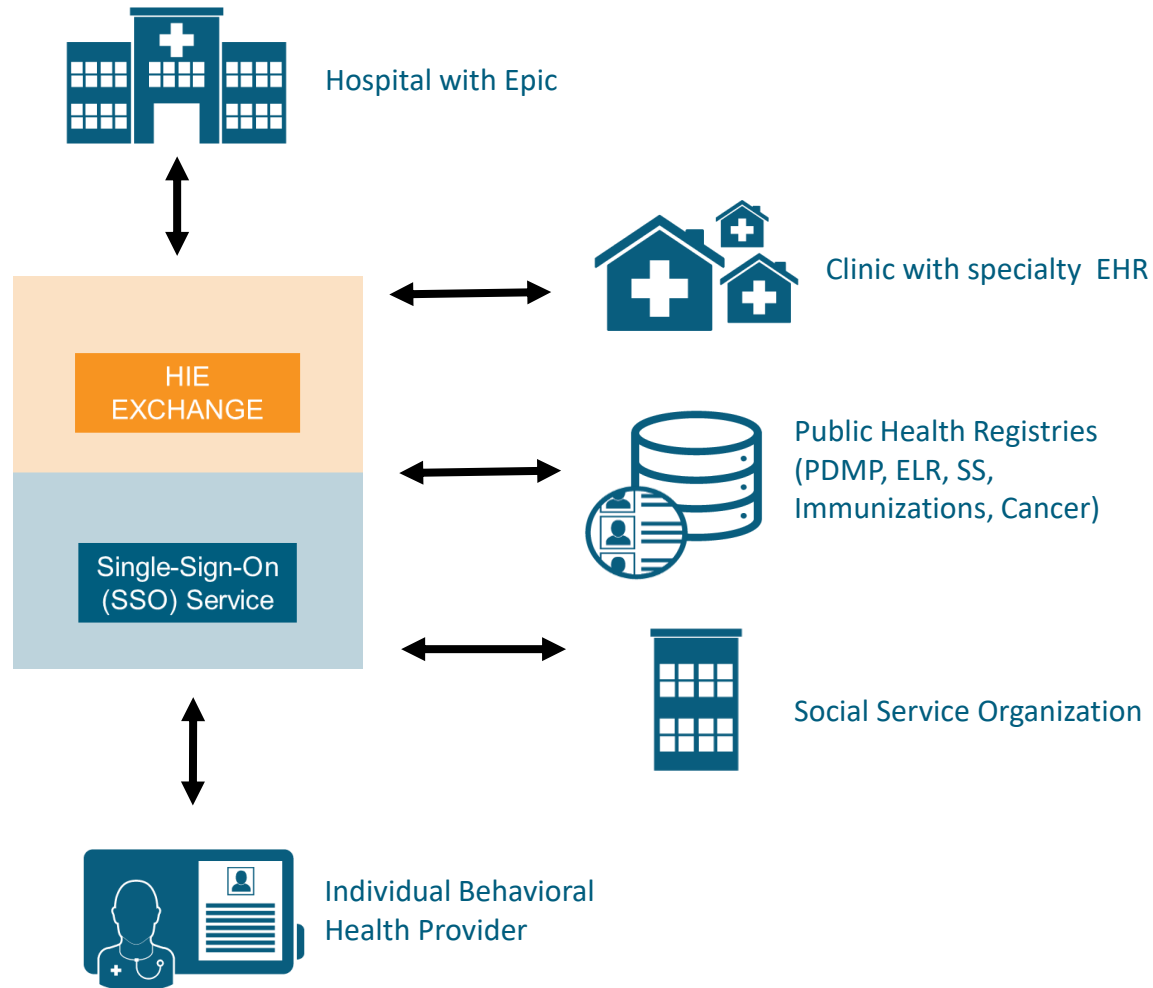 Hospital with Epic
Clinic with specialty  EHR
HIE
EXCHANGE
Public Health Registries
(PDMP, ELR, SS,
Immunizations, Cancer)
Single-Sign-On
(SSO) Service
Social Service Organization
Individual Behavioral
Health Provider